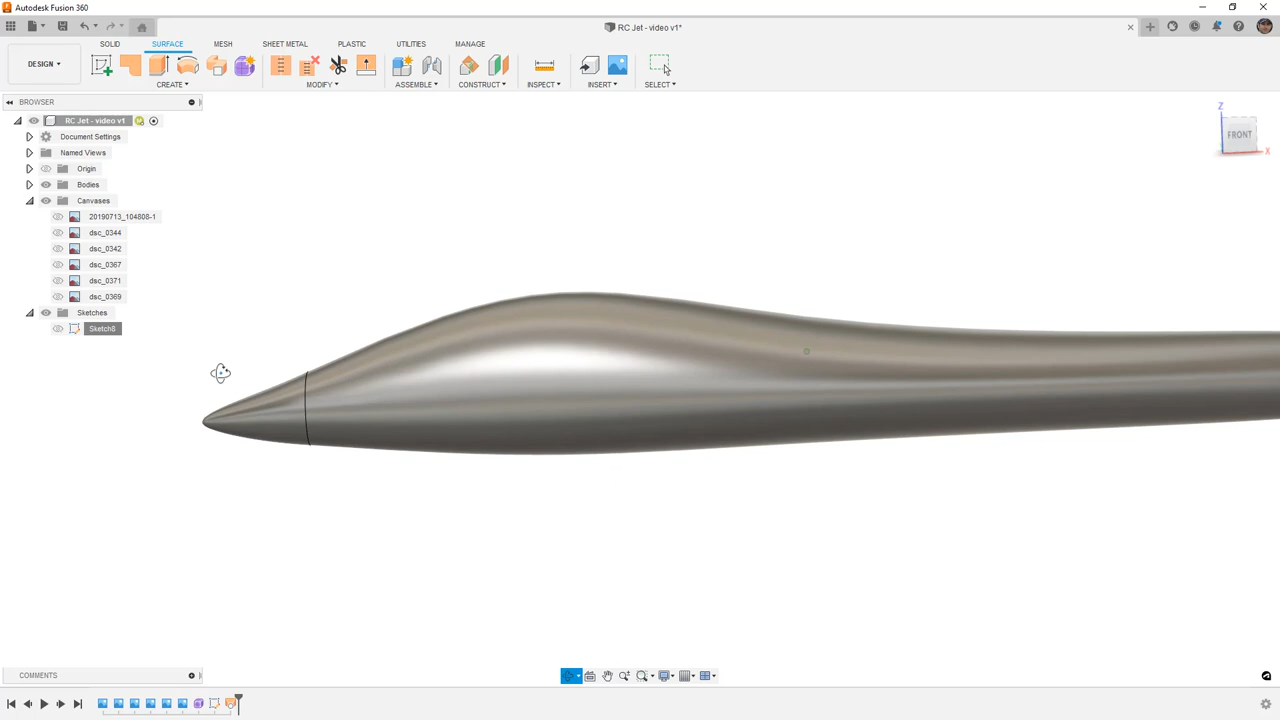 Autodesk Fusion 360
RC Jet - video v1*
DESIGN
SOLID
SURFACE
MESH
SHEET METAL
PLASTIC
UTILITIES
MANAGE
CREATE
MODIFY
ASSEMBLE
CONSTRUCT
INSPECT
INSERT
SELECT
BROWSER
RC Jet - video v1
Document Settings
Named Views
Origin
Bodies
Canvases
20190713_104808-1
dsc_0344
dsc_0342
dsc_0367
dsc_0371
dsc_0369
Sketches
Sketch8
Z
FRONT
X
COMMENTS